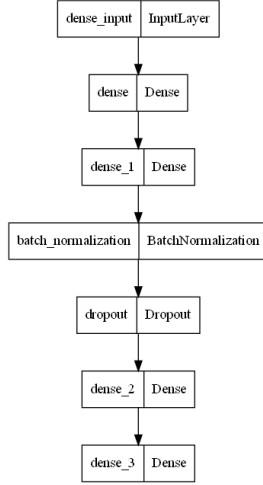 dense_input InputLayer
dense Dense
dense_1 Dense
batch_normalization BatchNormalization
dropout Dropout
dense_2 Dense
dense_3 Dense